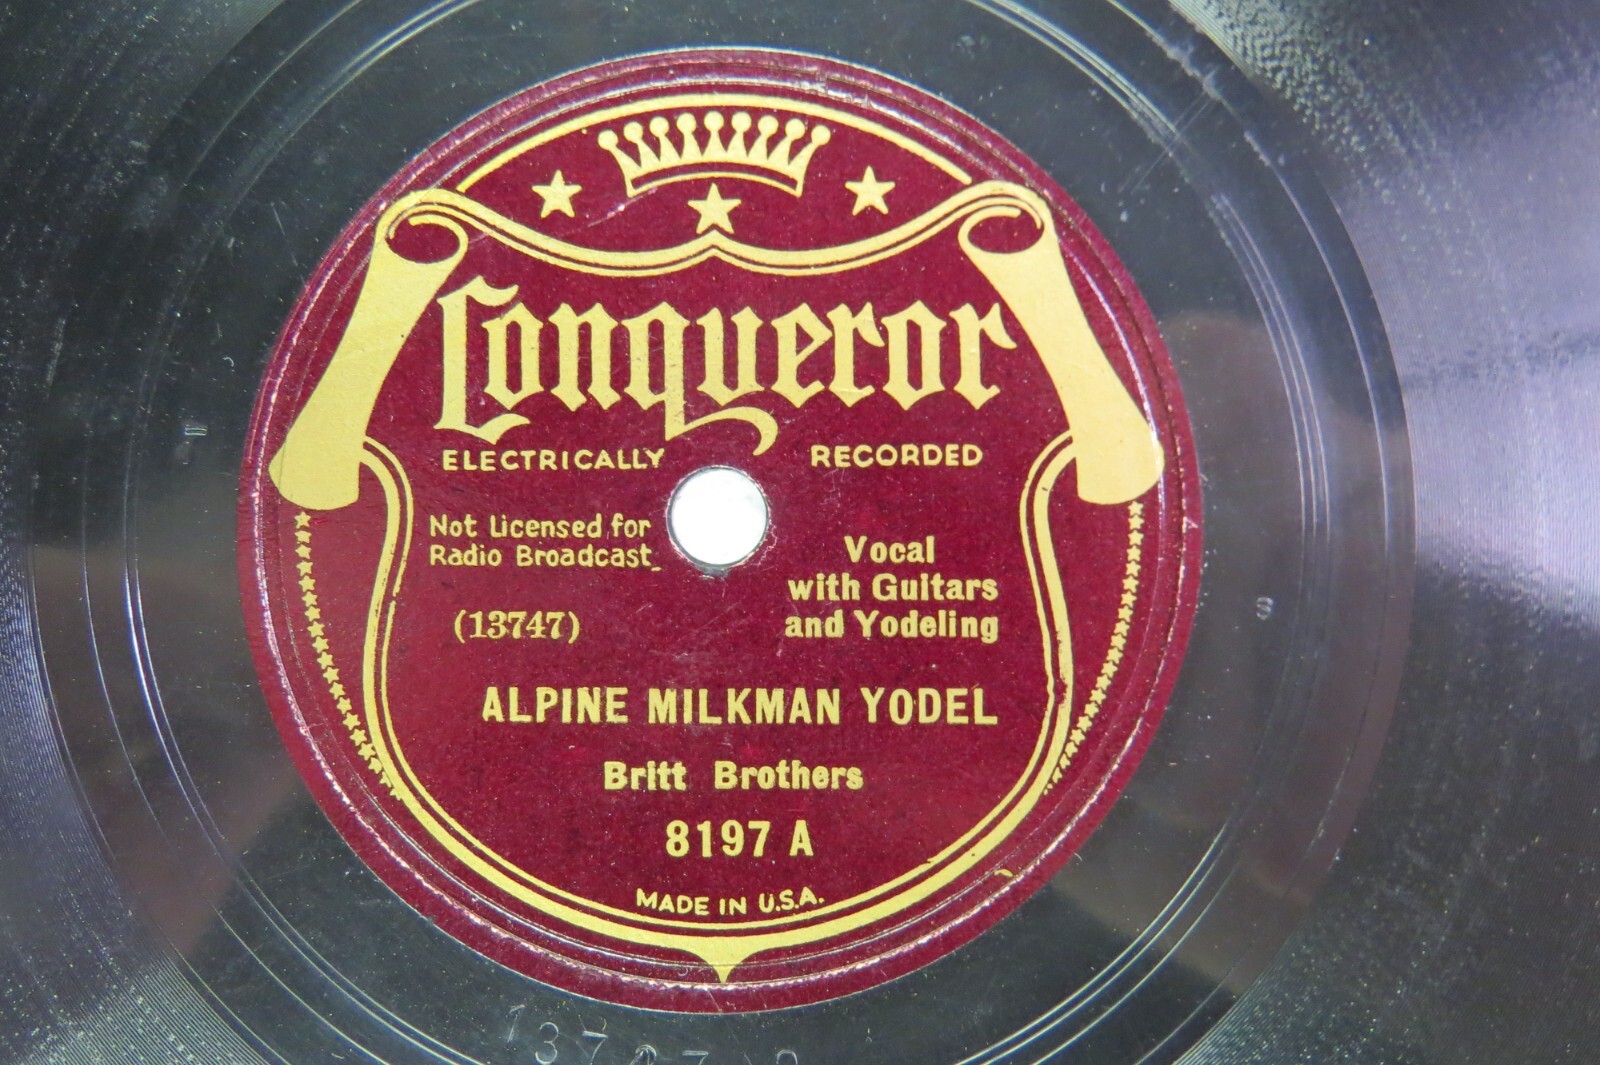 Conqueror
ELECTRICALLY RECORDED
Not Licensed for
Radio Broadcast
(13747)
Vocal
with Guitars
and Yodeling
ALPINE MILKMAN YODEL
Britt Brothers
8197 A
MADE IN U.S.A.
S